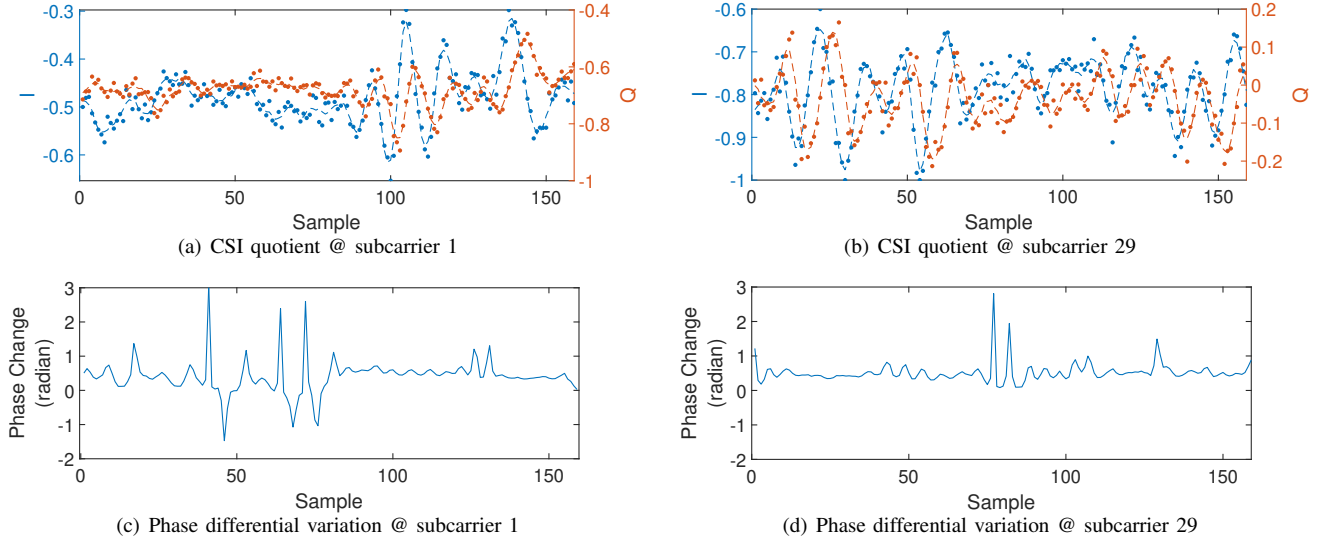 -0.3
-0.4
-0.5
-0.6
I
-0.4
-0.6
-0.8
-1
Q
0
50
100
150
Sample
(a) CSI quotient @ subcarrier 1
-0.6
-0.7
-0.8
-0.9
-1
I
0.2
0.1
0
-0.1
-0.2
Q
0
50
100
150
Sample
(b) CSI quotient @ subcarrier 29
3
2
1
0
-1
-2
Phase Change
(radian)
0
50
100
150
Sample
(c) Phase differential variation @ subcarrier 1
3
2
1
0
-1
-2
Phase Change
(radian)
0
50
100
150
Sample
(d) Phase differential variation @ subcarrier 29